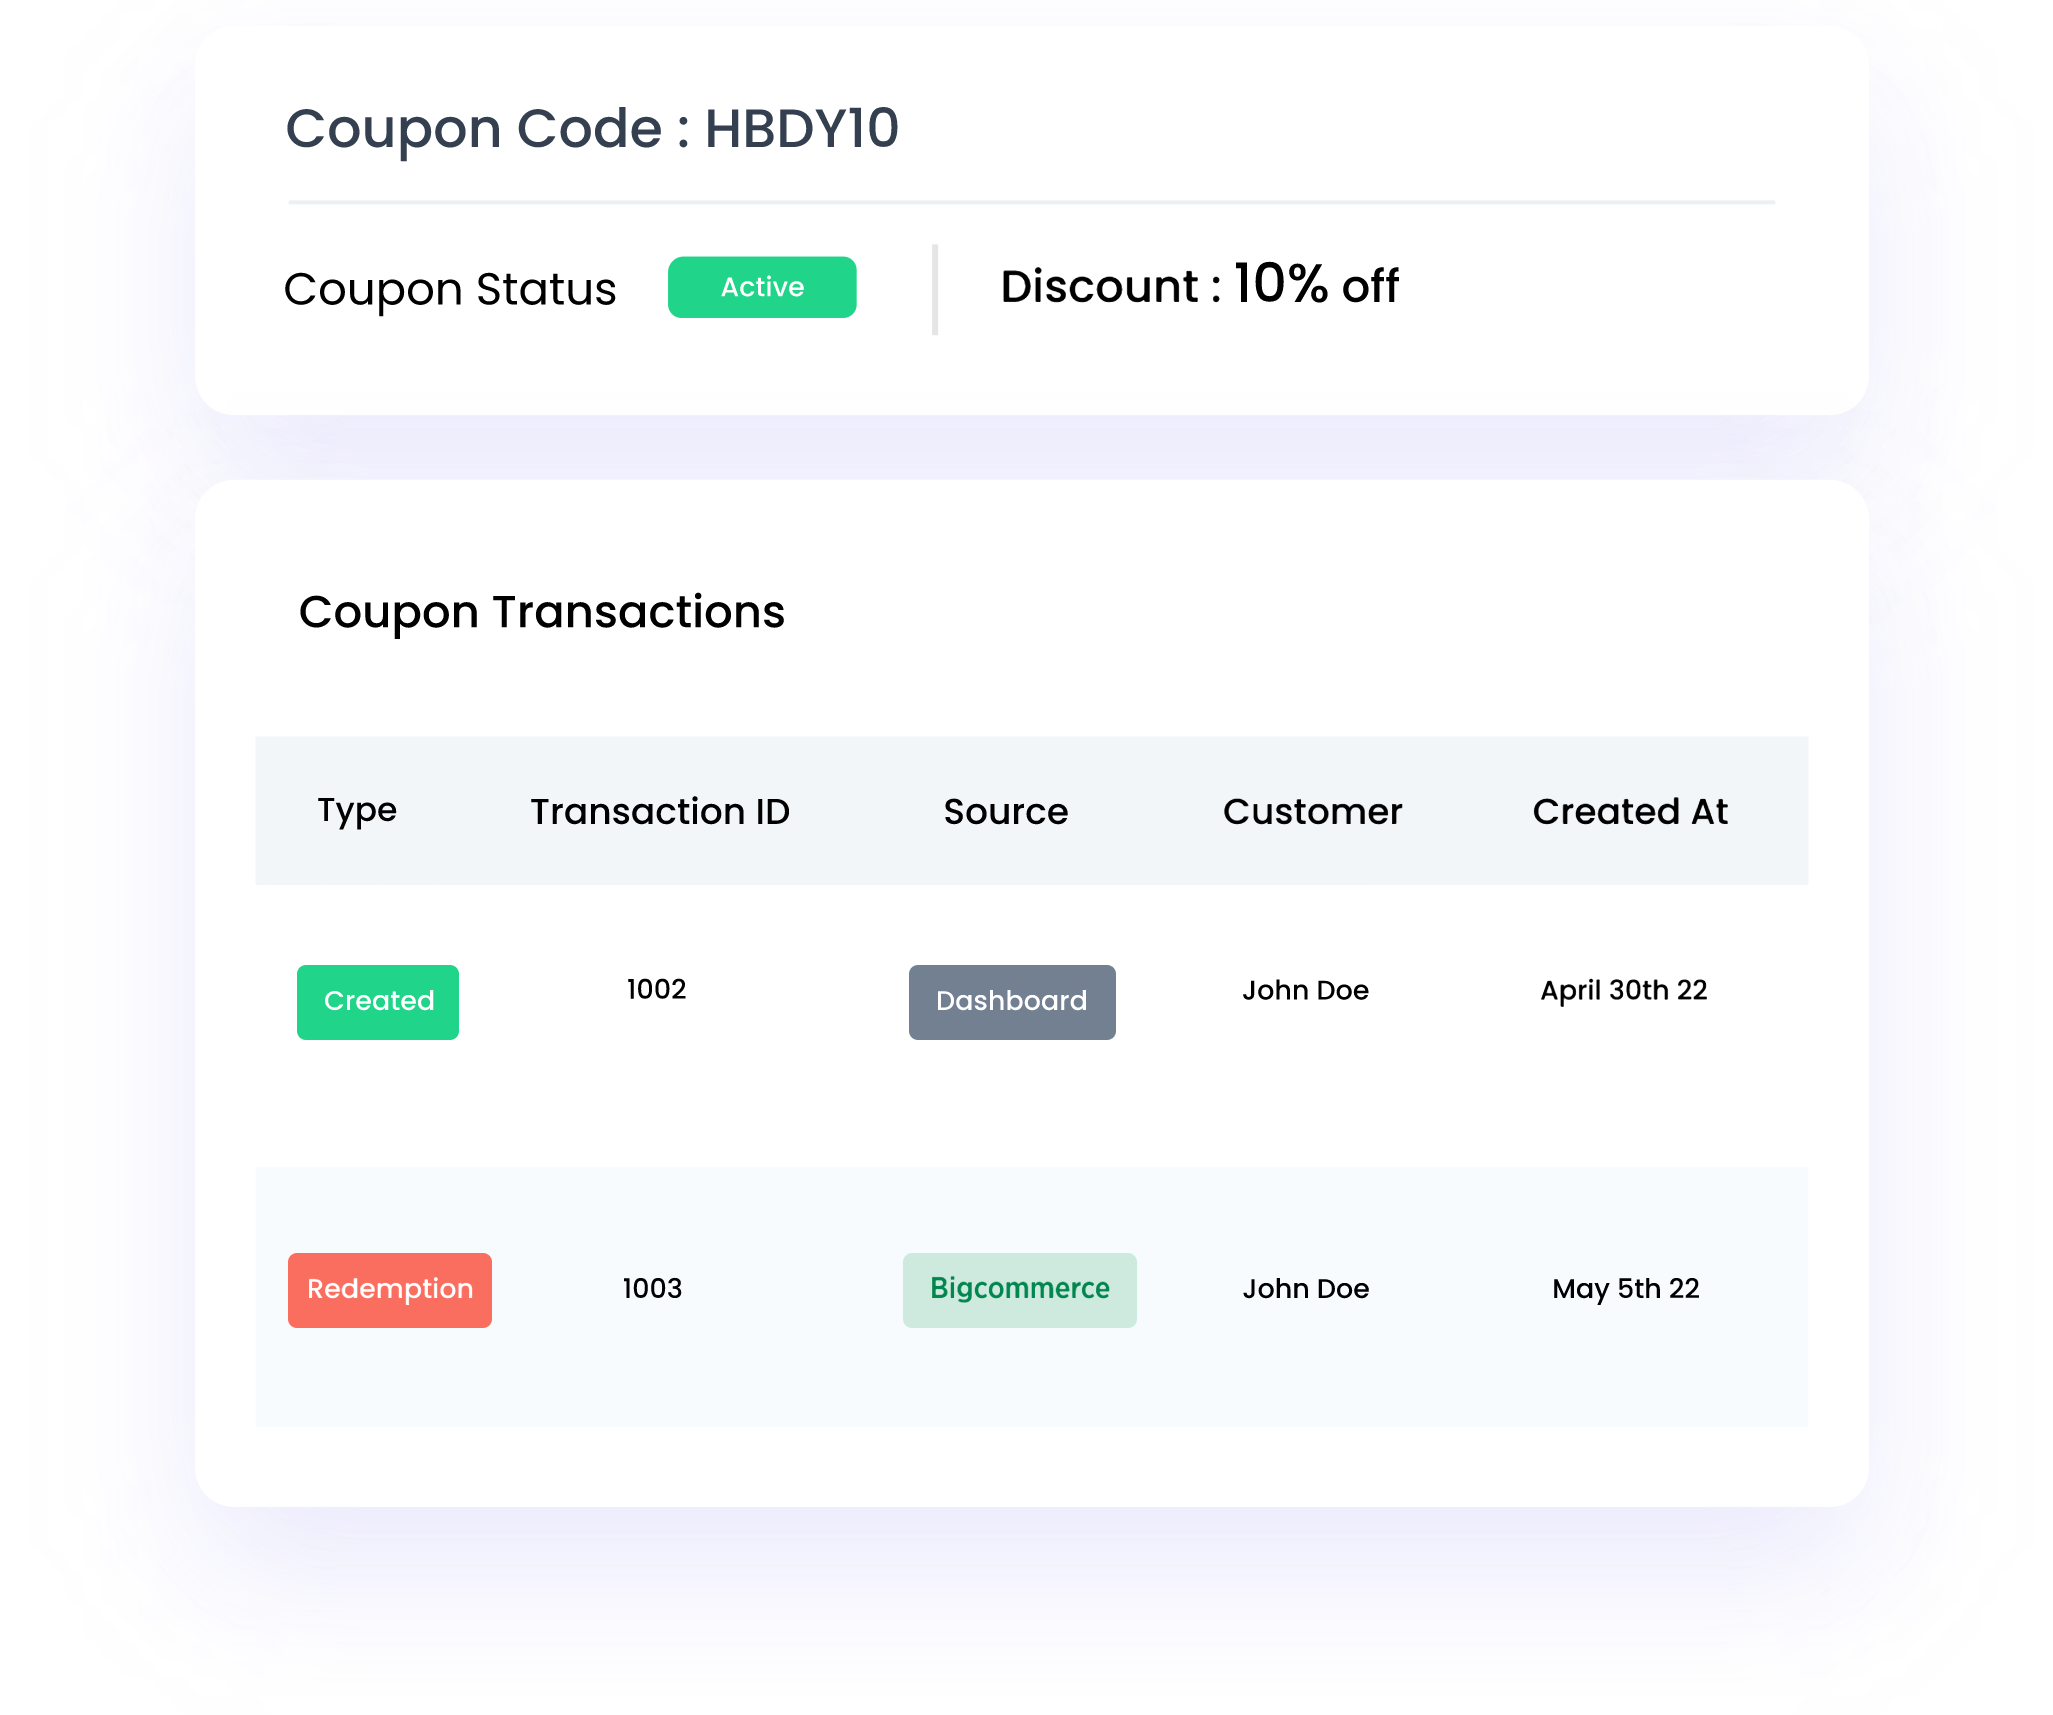 Coupon Code : HBDY10
Coupon Status Active Discount : 10% off
Coupon Transactions
Type Transaction ID Source Customer Created At
Created 1002 Dashboard John Doe April 30th 22
Redemption 1003 Bigcommerce John Doe May 5th 22